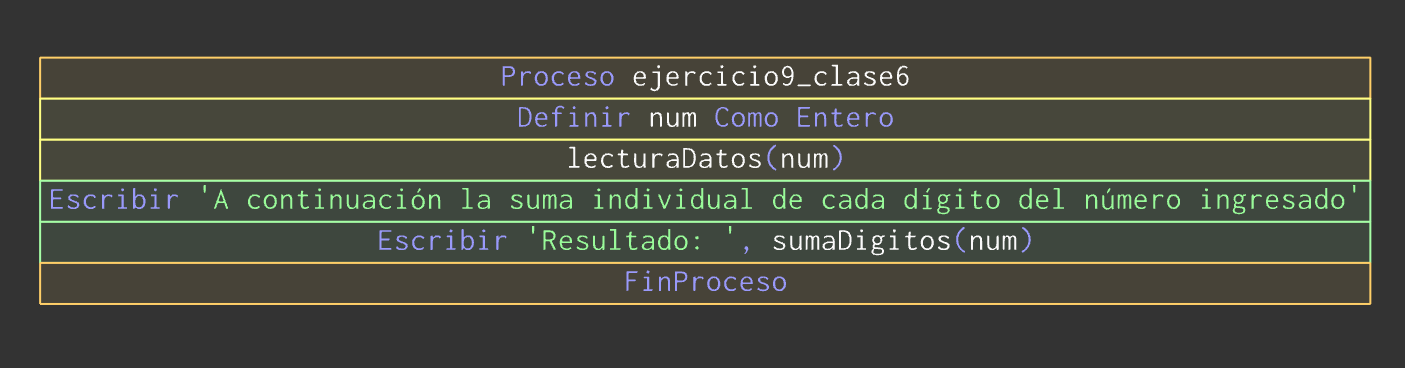 Proceso ejercicio9_clase6
Definir num Como Entero
lecturaDatos(num)
Escribir 'A continuación la suma individual de cada dígito del número ingresado'
Escribir 'Resultado: ', sumaDigitos(num)
FinProceso